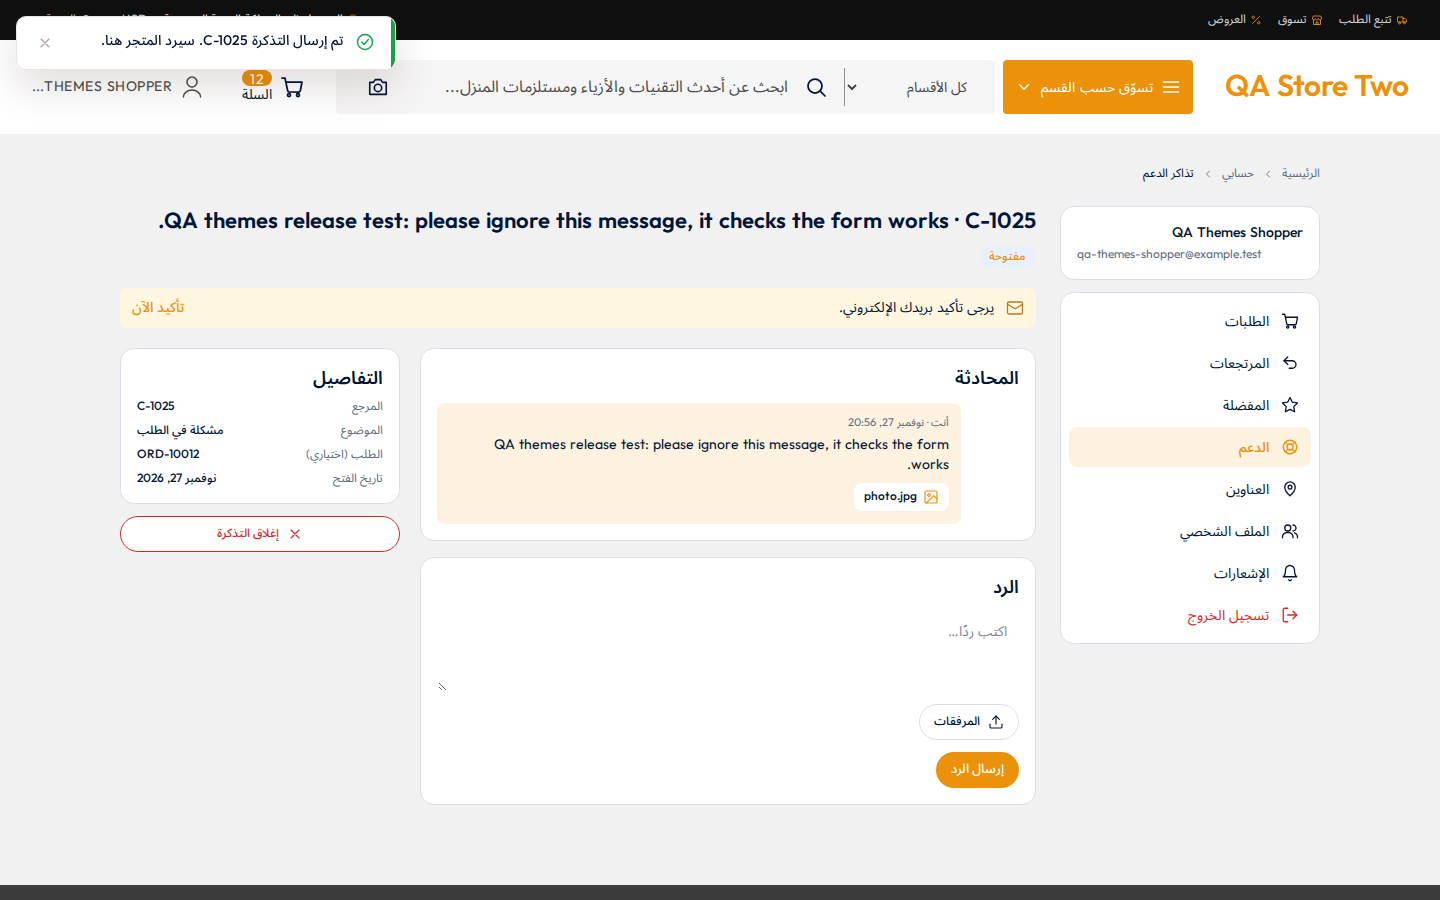 تتبع الطلب
تسوق
العروض
تم إرسال التذكرة C-1025. سيرد المتجر هنا.
QA Store Two
تسوّق حسب القسم
كل الأقسام
ابحث عن أحدث التقنيات والأزياء ومستلزمات المنزل...
12
السلة
THEMES SHOPPER...
الرئيسية
حسابي
تذاكر الدعم
QA Themes Shopper
qa-themes-shopper@example.test
الطلبات
المرتجعات
المفضلة
الدعم
العناوين
الملف الشخصي
الإشعارات
تسجيل الخروج
C-1025 · QA themes release test: please ignore this message, it checks the form works.
مفتوحة
يرجى تأكيد بريدك الإلكتروني.
تأكيد الآن
المحادثة
أنت · نوفمبر 27, 20:56
QA themes release test: please ignore this message, it checks the form
works.
photo.jpg
الرد
اكتب ردًا...
المرفقات
إرسال الرد
التفاصيل
المرجع C-1025
الموضوع مشكلة في الطلب
الطلب (اختياري) ORD-10012
تاريخ الفتح نوفمبر 27, 2026
إغلاق التذكرة